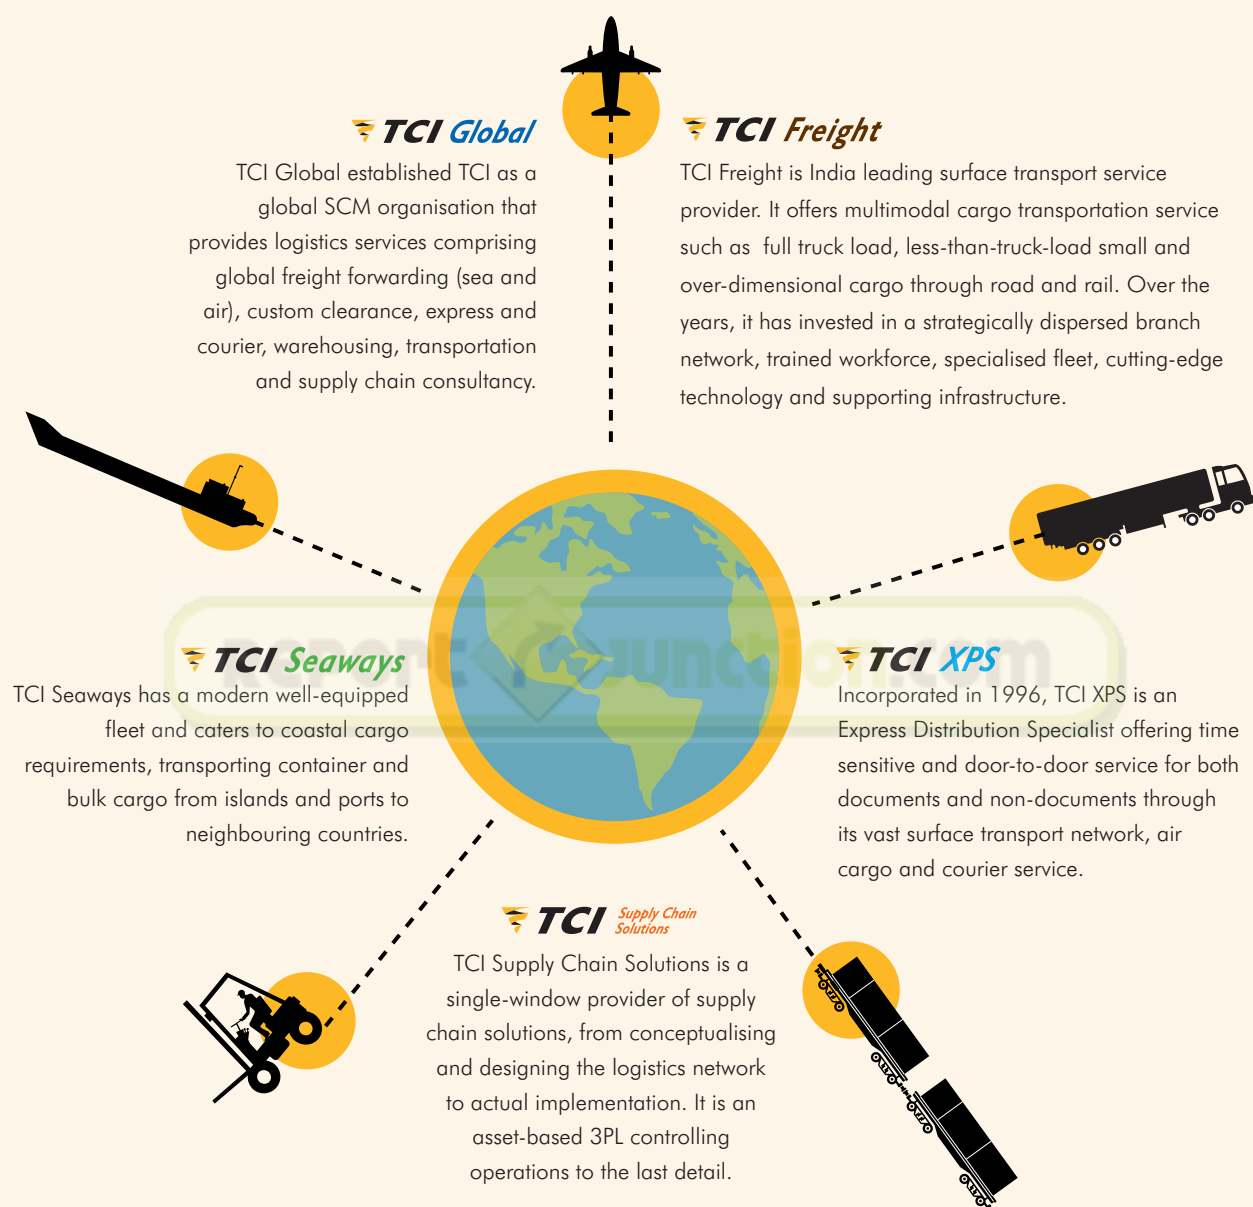 TCI Global
TCI Global established TCI as a
global SCM organisation that
provides logistics services comprising
global freight forwarding (sea and
air), custom clearance, express and
courier, warehousing, transportation
and supply chain consultancy.
TCI Freight
TCI Freight is India leading surface transport service
provider. It offers multimodal cargo transportation service
such as full truck load, less-than-truck-load small and
over-dimensional cargo through road and rail. Over the
years, it has invested in a strategically dispersed branch
network, trained workforce, specialised fleet, cutting-edge
technology and supporting infrastructure.
TCI Seaways
TCI Seaways has a modern well-equipped
fleet and caters to coastal cargo
requirements, transporting container and
bulk cargo from islands and ports to
neighbouring countries.
TCI XPS
Incorporated in 1996, TCI XPS is an
Express Distribution Specialist offering time
sensitive and door-to-door service for both
documents and non-documents through
its vast surface transport network, air
cargo and courier service.
TCI Supply Chain
Solutions
TCI Supply Chain Solutions is a
single-window provider of supply
chain solutions, from conceptualising
and designing the logistics network
to actual implementation. It is an
asset-based 3PL controlling
operations to the last detail.
report junction.com